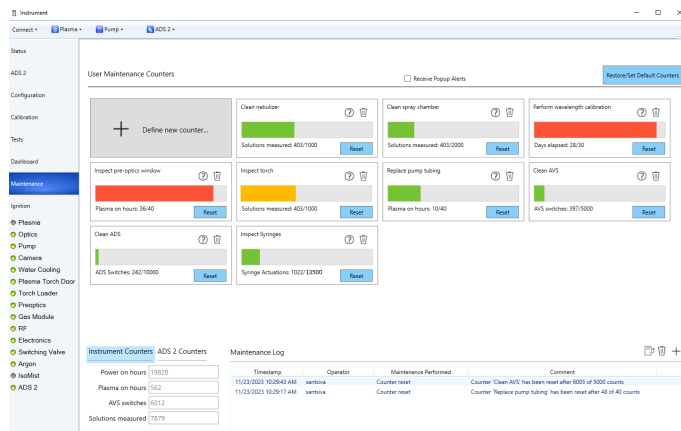 Instrument
Connect
Plasma
Pump
ADS 2
Status
ADS 2
Configuration
Calibration
Tests
Dashboard
Maintenance
Ignition
Plasma
Optics
Pump
Camera
Water Cooling
Plasma Torch Door
Torch Loader
Preoptics
Gas Module
RF
Electronics
Switching Valve
Argon
IsoMist
ADS 2
User Maintenance Counters
Receive Popup Alerts
Restore/Set Default Counters
Define new counter...
Clean nebulizer
Solutions measured: 403/1000
Reset
Clean spray chamber
Solutions measured: 403/2000
Reset
Perform wavelength calibration
Days elapsed: 28/30
Reset
Inspect pre-optics window
Plasma on hours: 36/40
Reset
Inspect torch
Solutions measured: 403/1000
Reset
Replace pump tubing
Plasma on hours: 10/40
Reset
Clean AVS
AVS switches: 397/5000
Reset
Clean ADS
ADS Switches: 242/10000
Reset
Inspect Syringes
Syringe Actuations: 1022/13500
Reset
Instrument Counters
ADS 2 Counters
Power on hours 19828
Plasma on hours 562
AVS switches 6012
Solutions measured 7879
Maintenance Log
Timestamp Operator Maintenance Performed Comment
11/23/2023 10:29:43 AM santsiva Counter reset Counter 'Clean AVS' has been reset after 6005 of 5000 counts
11/23/2023 10:29:17 AM santsiva Counter reset Counter 'Replace pump tubing' has been reset after 48 of 40 counts